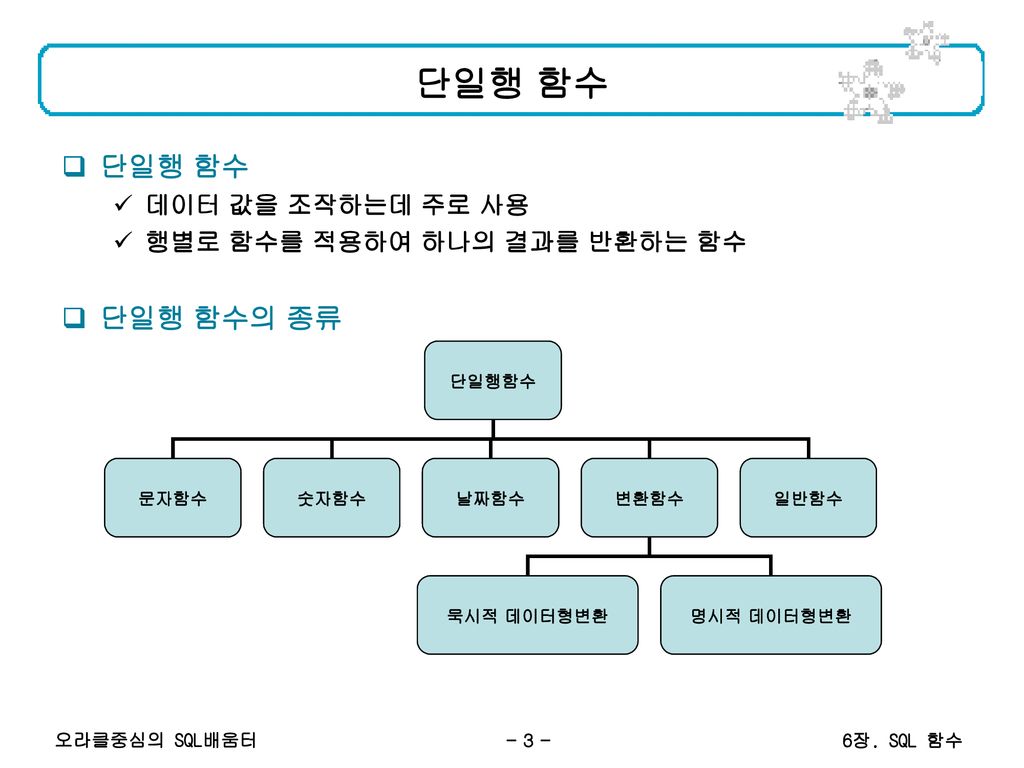 단일행 함수
단일행 함수
데이터 값을 조작하는데 주로 사용
행별로 함수를 적용하여 하나의 결과를 반환하는 함수
단일행 함수의 종류
단일행함수
문자함수
숫자함수
날짜함수
변환함수
일반함수
묵시적 데이터형변환
명시적 데이터형변환
오라클중심의 SQL배움터
- 3 -
6장. SQL 함수